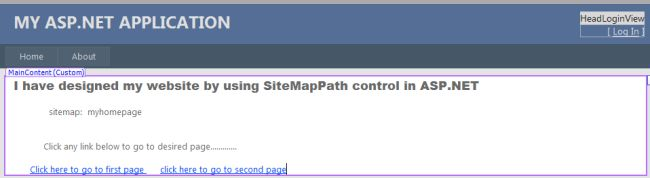 MY ASP.NET APPLICATION
HeadLoginView
[ Log In ]
Home About
MainContent (Custom)
I have designed my website by using SiteMapPath control in ASP.NET
sitemap: myhomepage
Click any link below to go to desired page.............
Click here to go to first page click here to go to second page